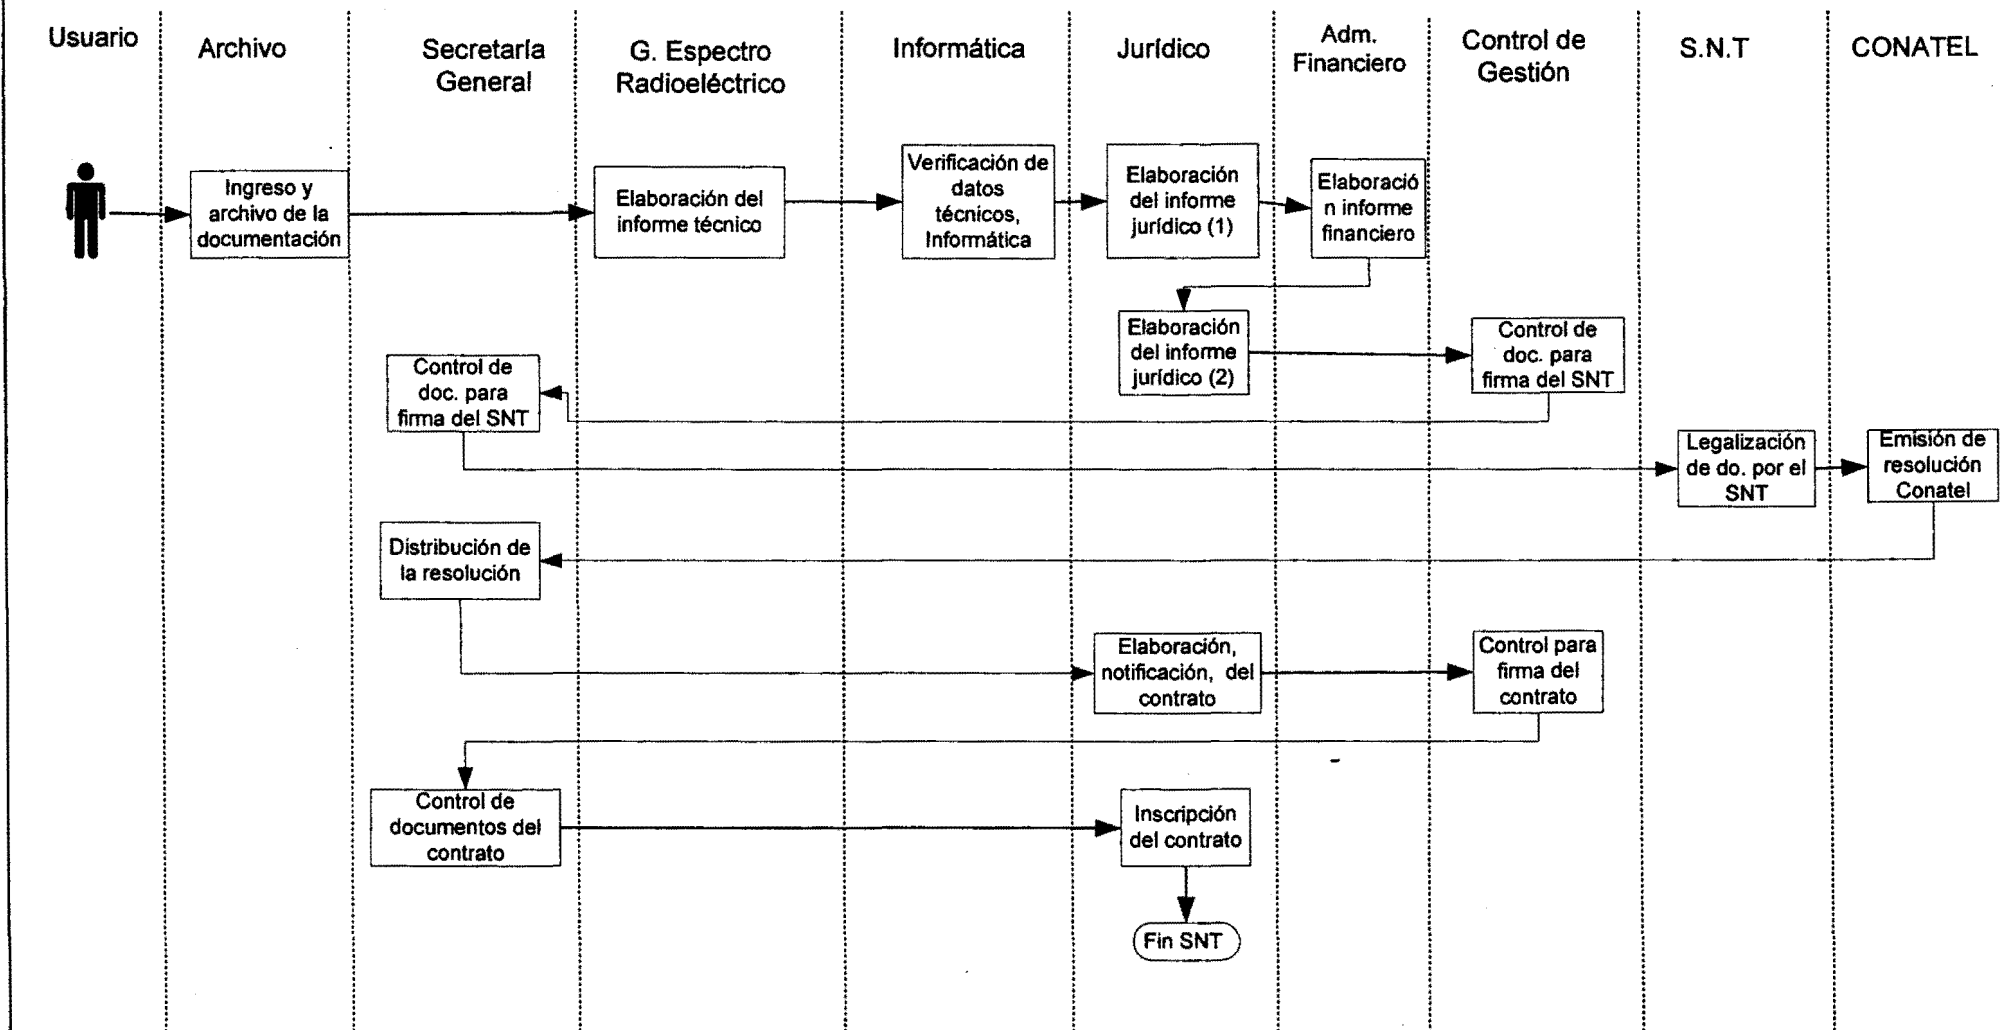 Usuario
Archivo
Secretaría
General
G. Espectro
Radioeléctrico
Informática
Jurídico
Adm.
Financiero
Control de
Gestión
S.N.T
CONATEL
Ingreso y
archivo de la
documentación
Elaboración del
informe técnico
Verificación de
datos
técnicos,
Informática
Elaboración
del informe
jurídico (1)
Elaboració
n informe
financiero
Elaboración
del informe
jurídico (2)
Control de
doc. para
firma del SNT
Control de
doc. para
firma del SNT
Legalización
de do. por el
SNT
Emisión de
resolución
Conatel
Distribución de
la resolución
Elaboración,
notificación, del
contrato
Control para
firma del
contrato
Control de
documentos del
contrato
Inscripción
del contrato
Fin SNT